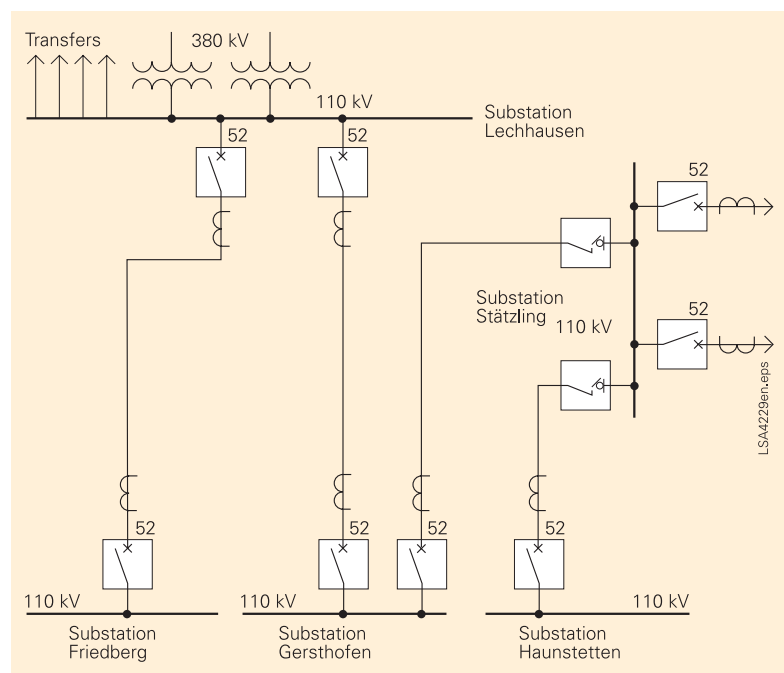 Transfers
380 kV
110 kV
Substation
Lechhausen
52
52
52
Substation
Stätzling
110 kV
52
LSA4229en.eps
52
52
52
52
110 kV
110 kV
110 kV
Substation
Friedberg
Substation
Gersthofen
Substation
Haunstetten